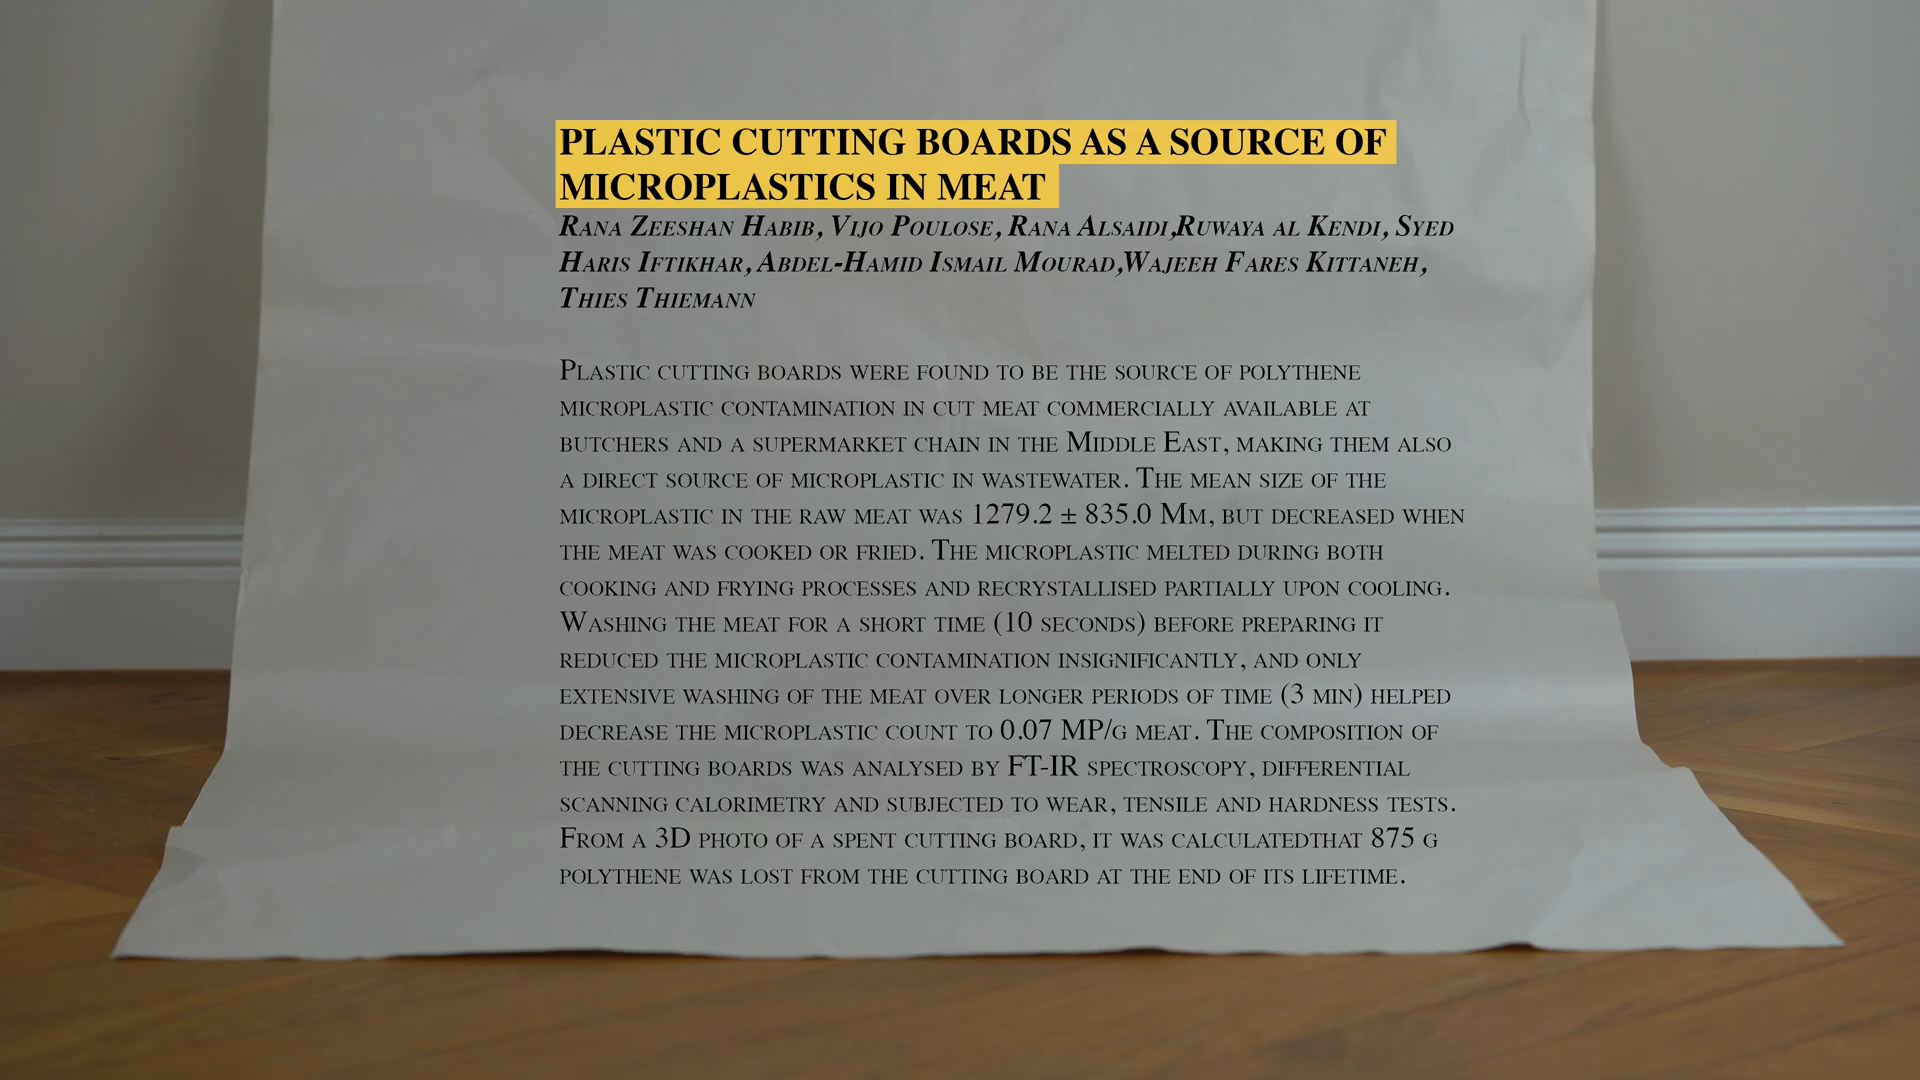 PLASTIC CUTTING BOARDS AS A SOURCE OF
MICROPLASTICS IN MEAT
Rana Zeeshan Habib, Vijo Poulose, Rana Alsaidi,Ruwaya al Kendi, Syed
Haris Iftikhar, Abdel-Hamid Ismail Mourad,Wajeeh Fares Kittaneh,
Thies Thiemann
Plastic cutting boards were found to be the source of polythene
microplastic contamination in cut meat commercially available at
butchers and a supermarket chain in the Middle East, making them also
a direct source of microplastic in wastewater. The mean size of the
microplastic in the raw meat was 1279.2 ± 835.0 Mm, but decreased when
the meat was cooked or fried. The microplastic melted during both
cooking and frying processes and recrystallised partially upon cooling.
Washing the meat for a short time (10 seconds) before preparing it
reduced the microplastic contamination insignificantly, and only
extensive washing of the meat over longer periods of time (3 min) helped
decrease the microplastic count to 0.07 MP/g meat. The composition of
the cutting boards was analysed by FT-IR spectroscopy, differential
scanning calorimetry and subjected to wear, tensile and hardness tests.
From a 3D photo of a spent cutting board, it was calculatedthat 875 g
polythene was lost from the cutting board at the end of its lifetime.